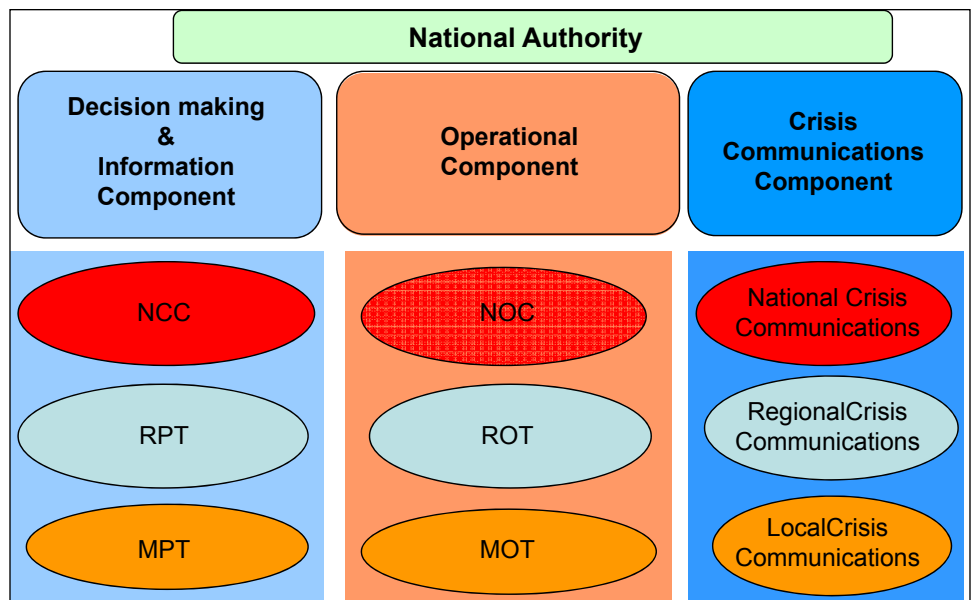 National Authority
Decision making
&
Information
Component
Operational
Component
Crisis
Communications
Component
NCC
NOC
National Crisis
Communications
RPT
ROT
RegionalCrisis
Communications
MPT
MOT
LocalCrisis
Communications